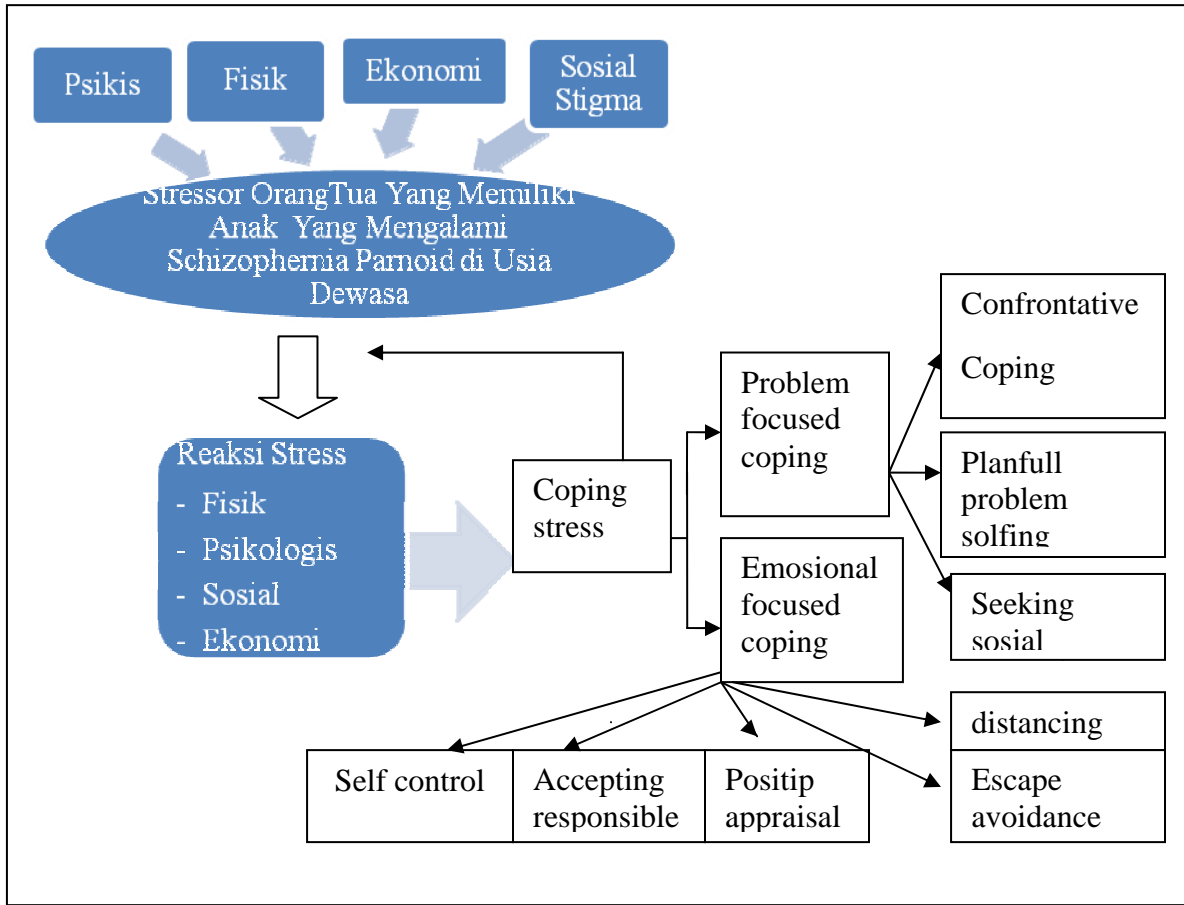 Psikis
Fisik
Ekonomi
Sosial
Stigma
Stressor OrangTua Yang Memiliki
Anak Yang Mengalami
Schizophernia Parnoid di Usia
Dewasa
Reaksi Stress
- Fisik
- Psikologis
- Sosial
- Ekonomi
Coping
stress
Problem
focused
coping
Emosional
focused
coping
Confrontative
Coping
Planfull
problem
solfing
Seeking
sosial
distancing
Escape
avoidance
Self control
Accepting
responsible
Positip
appraisal